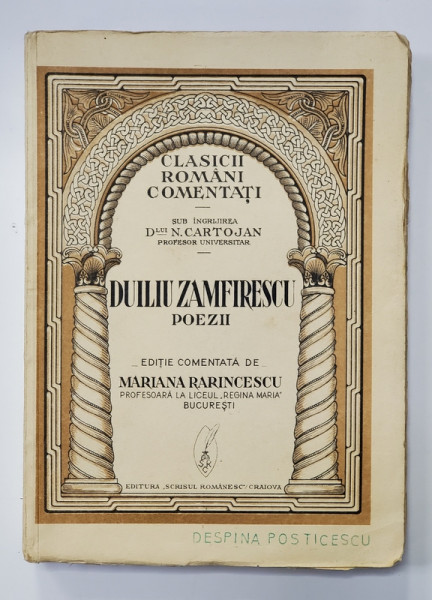 CLASICII
ROMÂNI
COMENTAȚI
SUB ÎNGRIJIREA
DLUI N. CARTOJAN
PROFESOR UNIVERSITAR
DUILIU ZAMFIRESCU
POEZII
EDIȚIE COMENTATĂ DE
MARIANA RARINCESCU
PROFESOARĂ LA LICEUL „REGINA MARIA"
BUCUREȘTI
EDITURA „SCRISUL ROMÂNESC" CRAIOVA
DESPINA POSTICESCU